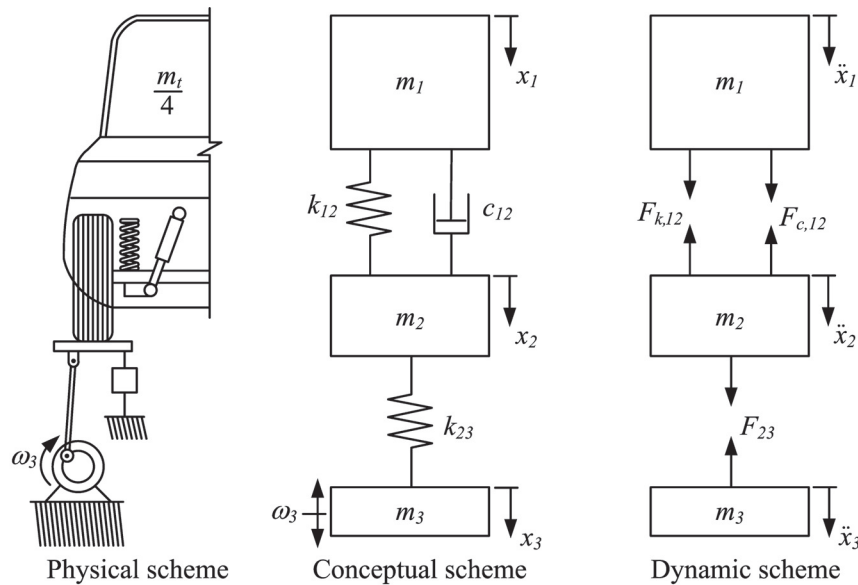 m_t/4
ω_3
Physical scheme
m_1
x_1
k_12
c_12
m_2
x_2
k_23
ω_3
m_3
x_3
Conceptual scheme
m_1
ẍ_1
F_k,12
F_c,12
m_2
ẍ_2
F_23
m_3
ẍ_3
Dynamic scheme